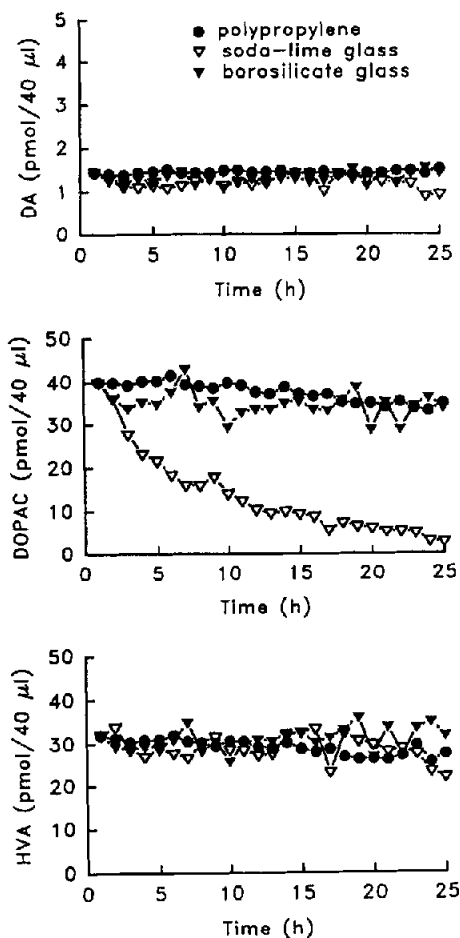 polypropylene
soda-lime glass
borosilicate glass
DA (pmol/40 μl)
5
4
3
2
1
0
0 5 10 15 20 25
Time (h)
DOPAC (pmol/40 μl)
50
40
30
20
10
0
0 5 10 15 20 25
Time (h)
HVA (pmol/40 μl)
50
40
30
20
10
0
0 5 10 15 20 25
Time (h)